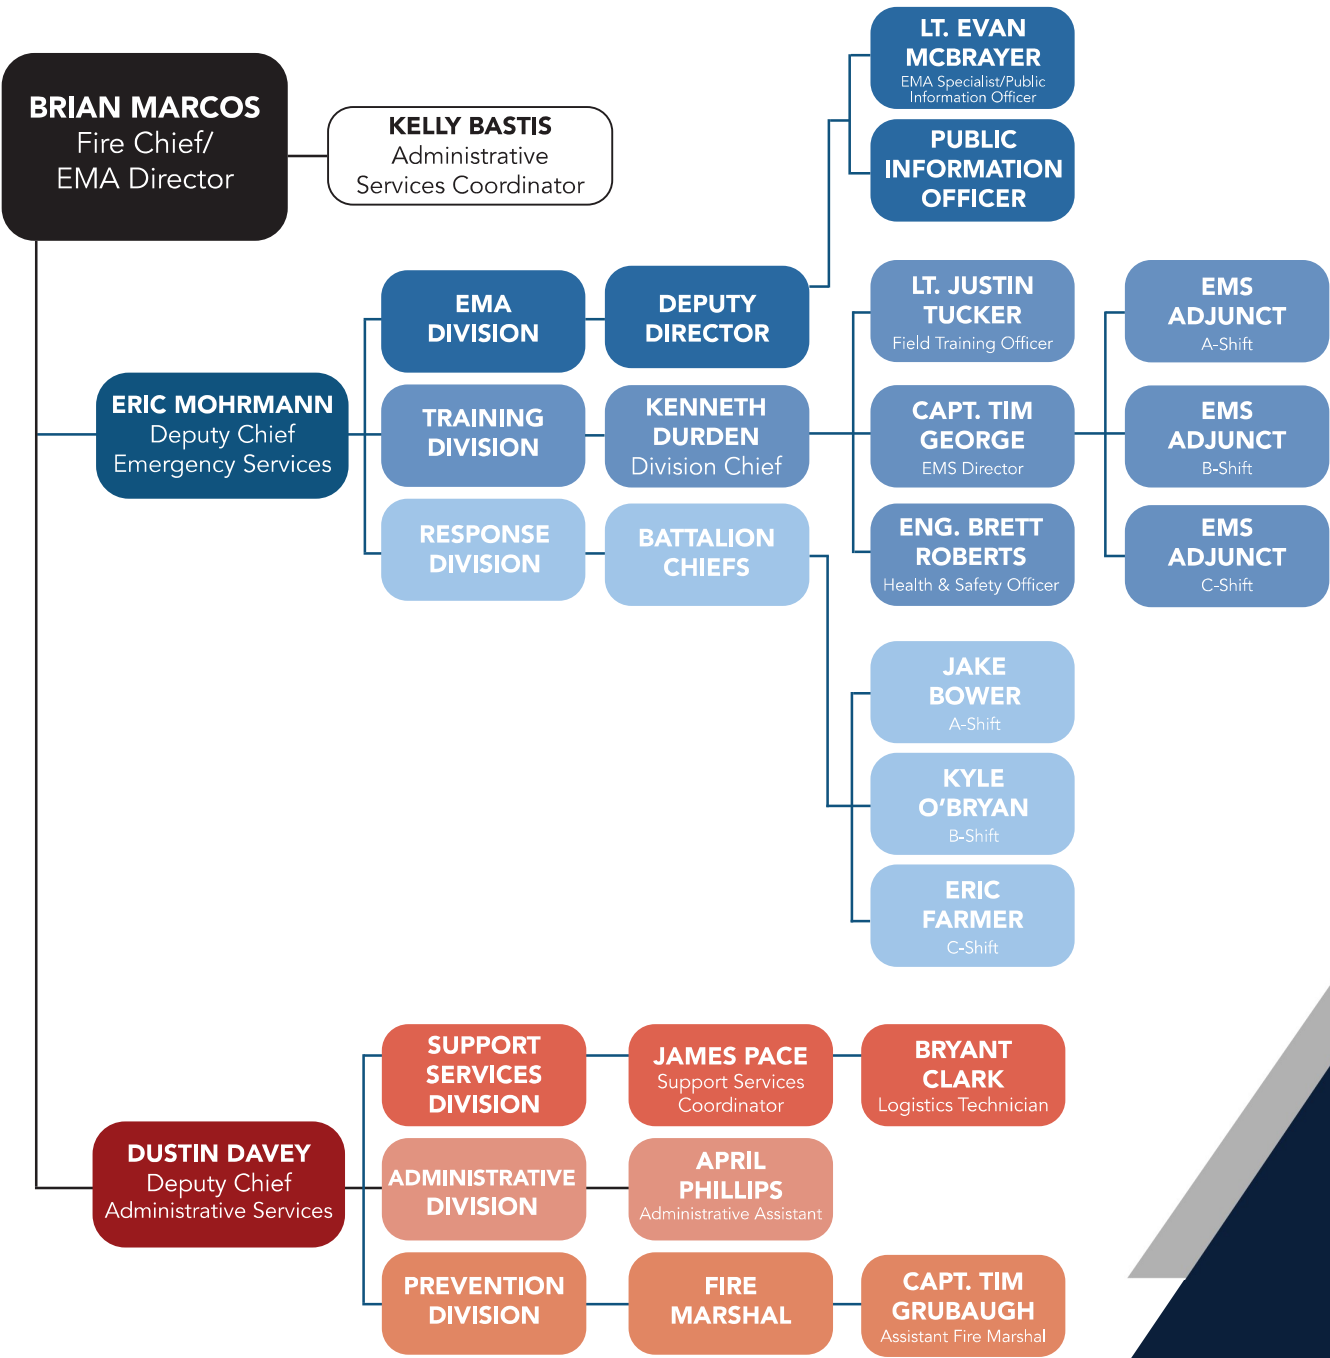 BRIAN MARCOS
Fire Chief/
EMA Director
KELLY BASTIS
Administrative
Services Coordinator
LT. EVAN
MCBRAYER
EMA Specialist/Public
Information Officer
PUBLIC
INFORMATION
OFFICER
ERIC MOHRMANN
Deputy Chief
Emergency Services
EMA
DIVISION
DEPUTY
DIRECTOR
TRAINING
DIVISION
KENNETH
DURDEN
Division Chief
LT. JUSTIN
TUCKER
Field Training Officer
CAPT. TIM
GEORGE
EMS Director
ENG. BRETT
ROBERTS
Health & Safety Officer
EMS
ADJUNCT
A-Shift
EMS
ADJUNCT
B-Shift
EMS
ADJUNCT
C-Shift
RESPONSE
DIVISION
BATTALION
CHIEFS
JAKE
BOWER
A-Shift
KYLE
O’BRYAN
B-Shift
ERIC
FARMER
C-Shift
DUSTIN DAVEY
Deputy Chief
Administrative Services
SUPPORT
SERVICES
DIVISION
JAMES PACE
Support Services
Coordinator
BRYANT
CLARK
Logistics Technician
ADMINISTRATIVE
DIVISION
APRIL
PHILLIPS
Administrative Assistant
PREVENTION
DIVISION
FIRE
MARSHAL
CAPT. TIM
GRUBAUGH
Assistant Fire Marshal